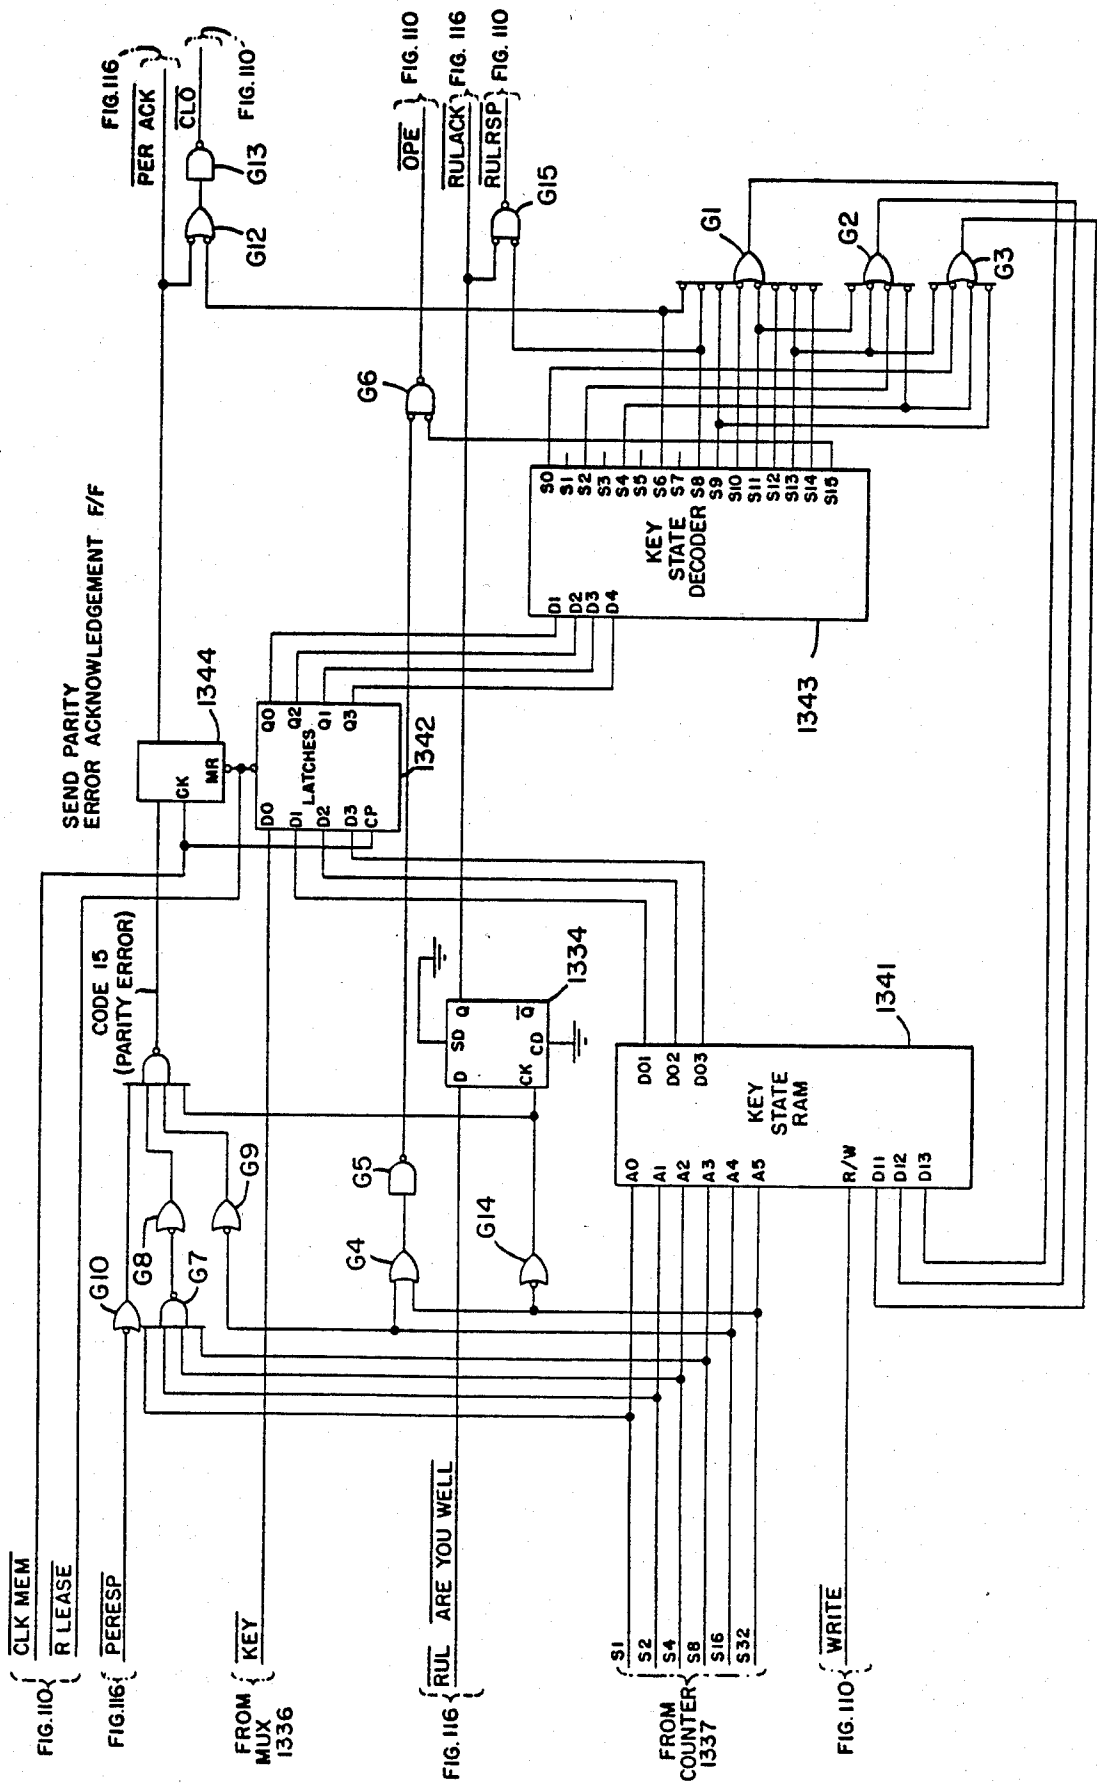 FIG.110
CLK MEM
R LEASE
FIG.116
PERESP
FROM
MUX
1336
KEY
FIG. 116
RUL ARE YOU WELL
FROM
COUNTER
1337
S1
S2
S4
S8
S16
S32
FIG. 110
WRITE
G10
G8
G7
G9
G4
G5
G14
CODE 15
(PARITY ERROR)
SEND PARITY
ERROR ACKNOWLEDGEMENT F/F
CK
MR
1344
D0
D1
D2
D3
CP
LATCHES
Q0
Q2
Q1
Q3
1342
D
SD
Q
CK
CD
Q
1334
A0
A1
A2
A3
A4
A5
R/W
D11
D12
D13
KEY
STATE
RAM
DO1
DO2
DO3
1341
D1
D2
D3
D4
KEY
STATE
DECODER
S0
S1
S2
S3
S4
S5
S6
S7
S8
S9
S10
S11
S12
S13
S14
S15
1343
G6
G12
G13
G15
G1
G2
G3
FIG.116
PER ACK
CLO
FIG.110
OPE
FIG. 110
RULACK
FIG. 116
RULRSP
FIG. 110